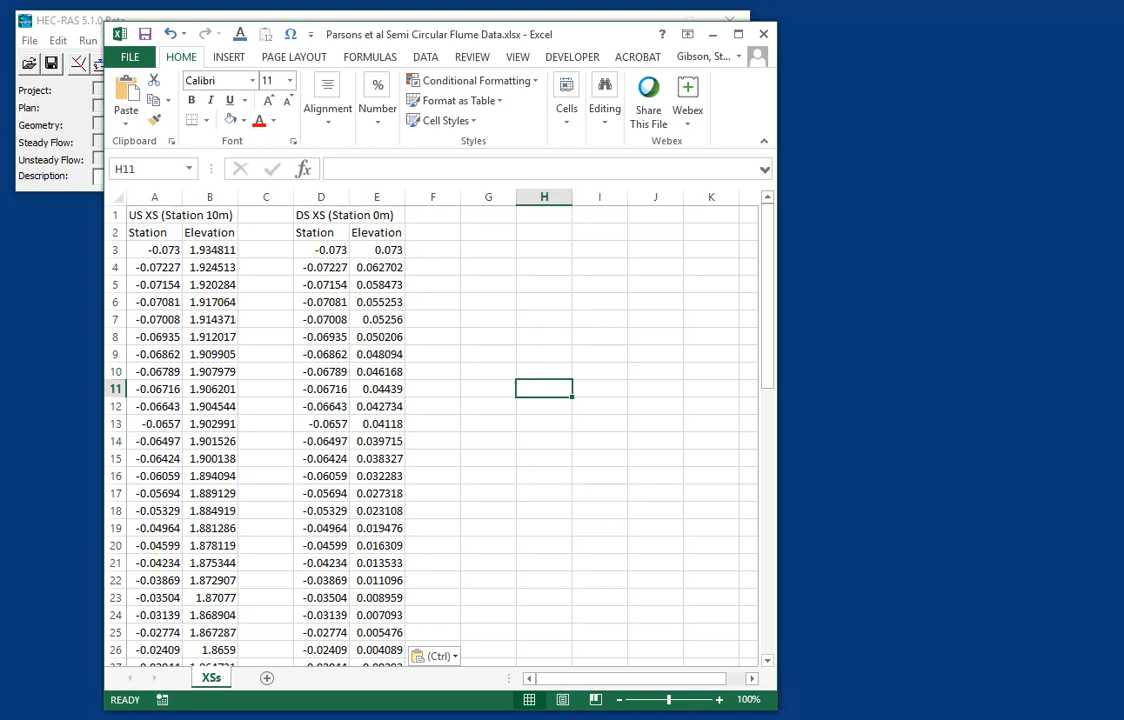 HEC-RAS 5.1.0 Beta
File Edit Run
Project:
Plan:
Geometry:
Steady Flow:
Unsteady Flow:
Description:
Parsons et al Semi Circular Flume Data.xlsx - Excel
FILE HOME INSERT PAGE LAYOUT FORMULAS DATA REVIEW VIEW DEVELOPER ACROBAT Gibson, St...
Paste
Calibri 11
B I U
Alignment
Number
Conditional Formatting
Format as Table
Cell Styles
Cells
Editing
Share This File
Webex
Clipboard Font Styles Webex
H11 fx
A B C D E F G H I J K
1 US XS (Station 10m) DS XS (Station 0m)
2 Station Elevation Station Elevation
3 -0.073 1.934811 -0.073 0.073
4 -0.07227 1.924513 -0.07227 0.062702
5 -0.07154 1.920284 -0.07154 0.058473
6 -0.07081 1.917064 -0.07081 0.055253
7 -0.07008 1.914371 -0.07008 0.05256
8 -0.06935 1.912017 -0.06935 0.050206
9 -0.06862 1.909905 -0.06862 0.048094
10 -0.06789 1.907979 -0.06789 0.046168
11 -0.06716 1.906201 -0.06716 0.04439
12 -0.06643 1.904544 -0.06643 0.042734
13 -0.0657 1.902991 -0.0657 0.04118
14 -0.06497 1.901526 -0.06497 0.039715
15 -0.06424 1.900138 -0.06424 0.038327
16 -0.06059 1.894094 -0.06059 0.032283
17 -0.05694 1.889129 -0.05694 0.027318
18 -0.05329 1.884919 -0.05329 0.023108
19 -0.04964 1.881286 -0.04964 0.019476
20 -0.04599 1.878119 -0.04599 0.016309
21 -0.04234 1.875344 -0.04234 0.013533
22 -0.03869 1.872907 -0.03869 0.011096
23 -0.03504 1.87077 -0.03504 0.008959
24 -0.03139 1.868904 -0.03139 0.007093
25 -0.02774 1.867287 -0.02774 0.005476
26 -0.02409 1.8659 -0.02409 0.004089
(Ctrl)
XSs
READY 100%